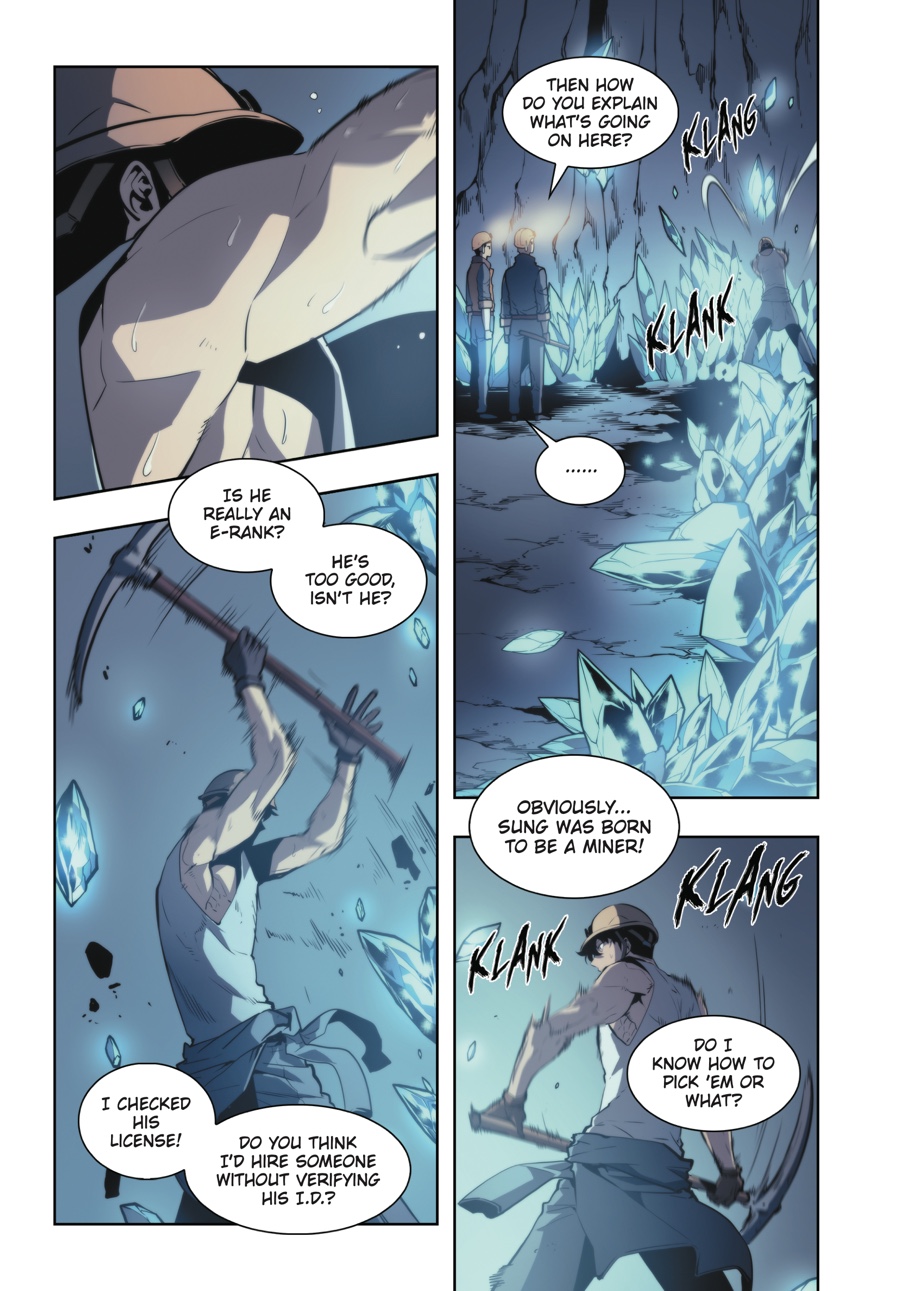 IS HE
REALLY AN
E-RANK?
HE'S
TOO GOOD,
ISN'T HE?
I CHECKED
HIS
LICENSE!
DO YOU THINK
I'D HIRE SOMEONE
WITHOUT VERIFYING
HIS I.D.?
THEN HOW
DO YOU EXPLAIN
WHAT'S GOING
ON HERE?
KLANG
KLANK
......
OBVIOUSLY...
SUNG WAS BORN
TO BE A MINER!
KLANG
KLANK
DO I
KNOW HOW TO
PICK 'EM OR
WHAT?